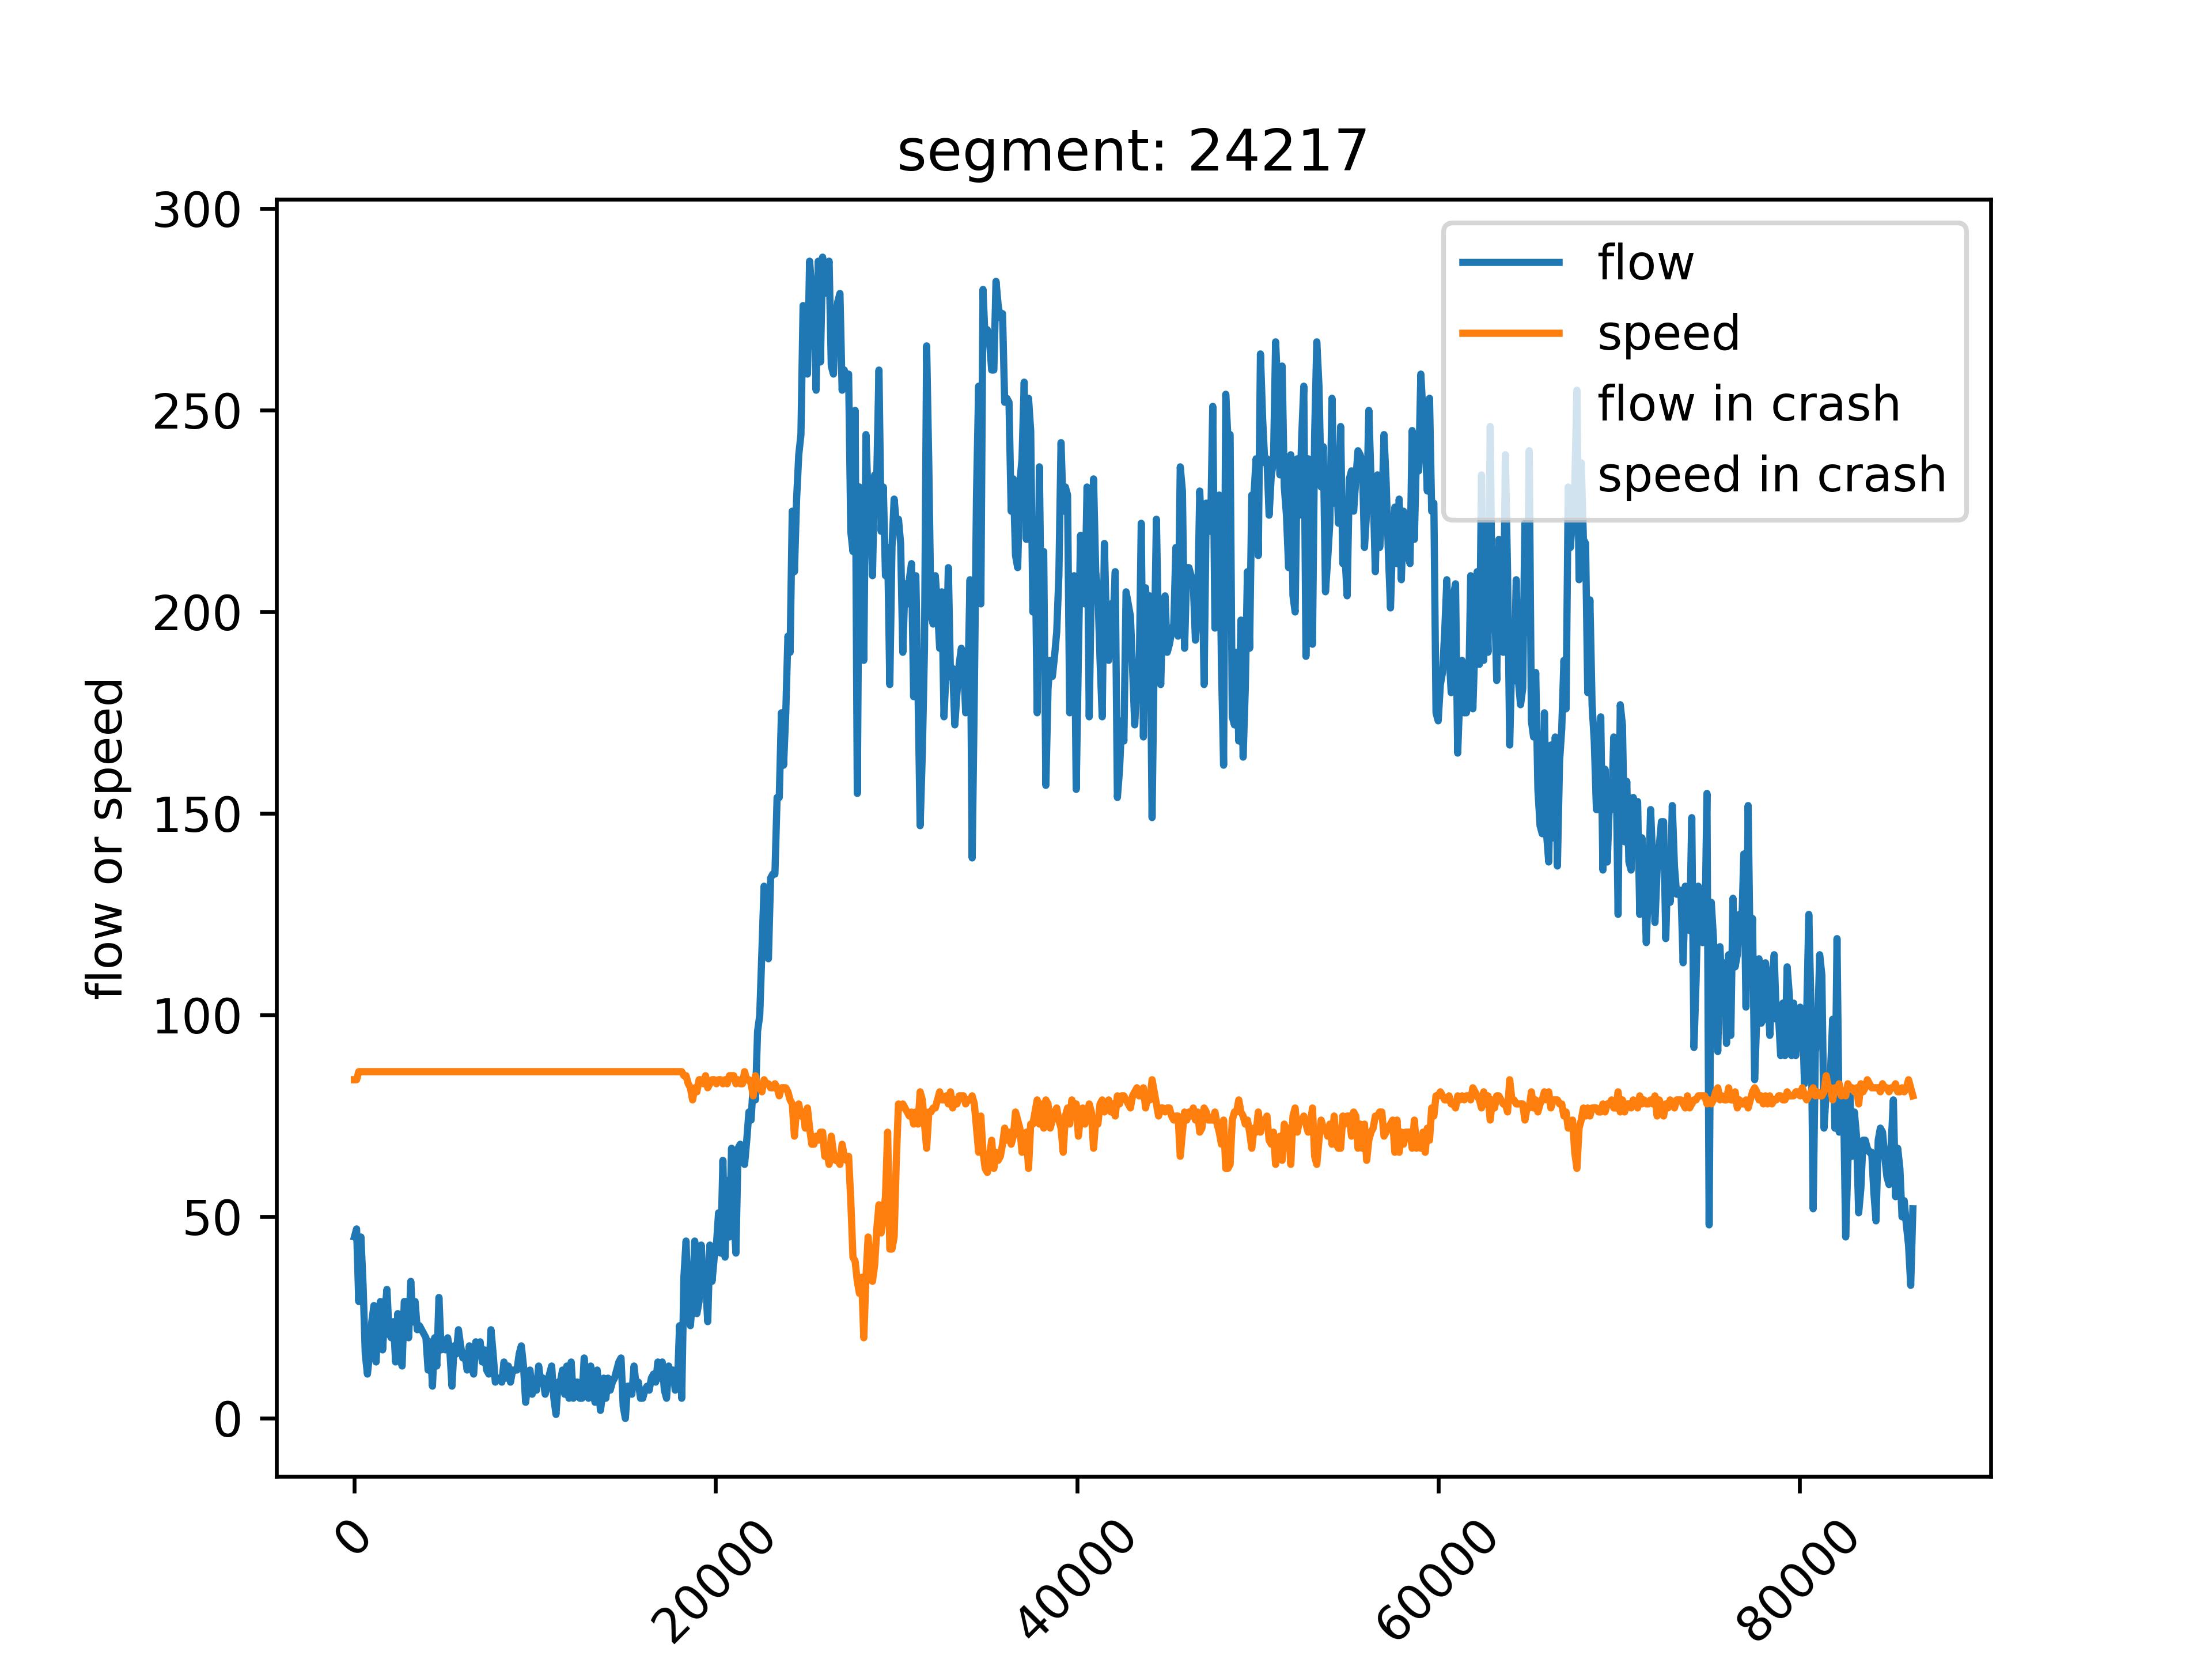 segment: 24217
300
250
200
150
100
50
0
flow or speed
0
20000
40000
60000
80000
flow
speed
flow in crash
speed in crash